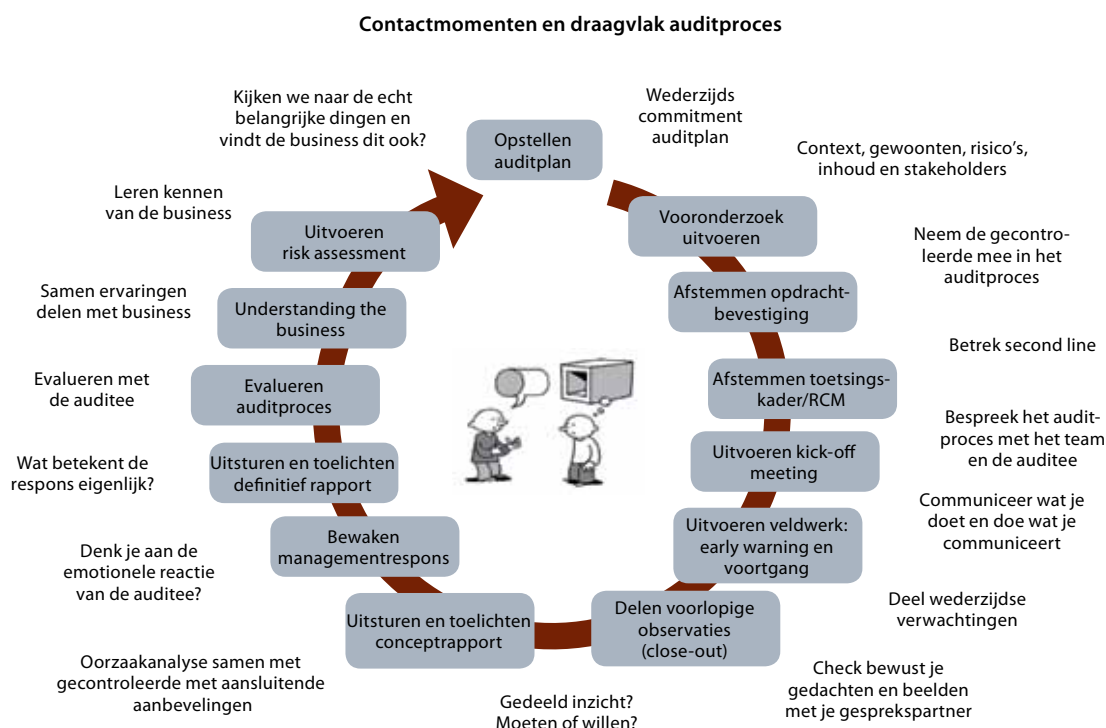 Contactmomenten en draagvlak auditproces
Kijken we naar de echt
belangrijke dingen en
vindt de business dit ook?
Opstellen
auditplan
Wederzijds
commitment
auditplan
Context, gewoonten, risico's,
inhoud en stakeholders
Vooronderzoek
uitvoeren
Neem de gecontro-
leerde mee in het
auditproces
Afstemmen opdracht-
bevestiging
Betrek second line
Afstemmen toetsings-
kader/RCM
Bespreek het audit-
proces met het team
en de auditee
Uitvoeren kick-off
meeting
Communiceer wat je
doet en doe wat je
communiceert
Uitvoeren veldwerk:
early warning en
voortgang
Deel wederzijdse
verwachtingen
Delen voorlopige
observaties
(close-out)
Check bewust je
gedachten en beelden
met je gesprekspartner
Gedeeld inzicht?
Moeten of willen?
Uitsturen en toelichten
conceptrapport
Oorzaakanalyse samen met
gecontroleerde met aansluitende
aanbevelingen
Bewaken
managementrespons
Denk je aan de
emotionele reactie
van de auditee?
Uitsturen en toelichten
definitief rapport
Wat betekent de
respons eigenlijk?
Evalueren
auditproces
Evalueren met
de auditee
Understanding the
business
Samen ervaringen
delen met business
Uitvoeren
risk assessment
Leren kennen
van de business